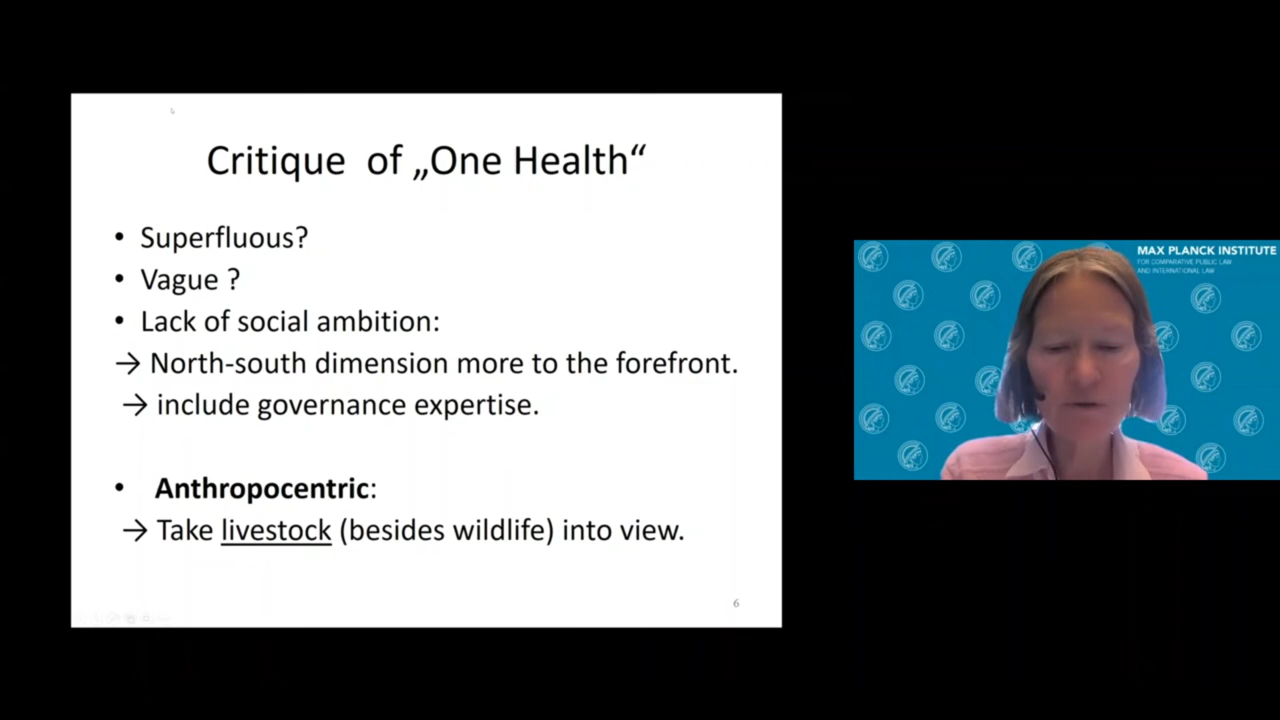 Critique of „One Health“
• Superfluous?
• Vague ?
• Lack of social ambition:
→ North-south dimension more to the forefront.
→ include governance expertise.
• Anthropocentric:
→ Take livestock (besides wildlife) into view.
6
MAX PLANCK INSTITUTE
FOR COMPARATIVE PUBLIC LAW
AND INTERNATIONAL LAW